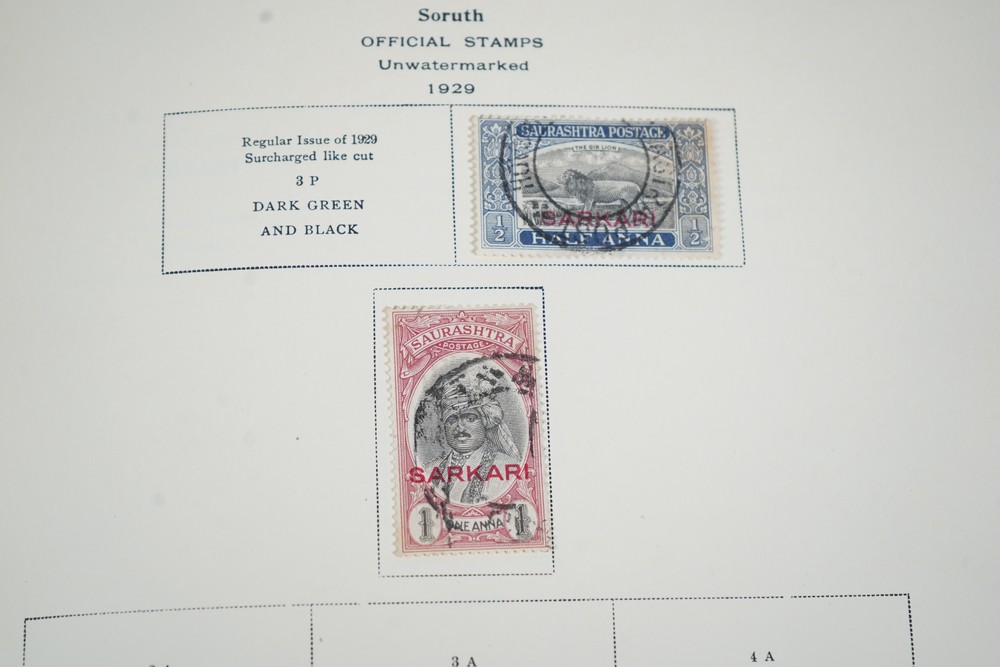 Soruth
OFFICIAL STAMPS
Unwatermarked
1929
Regular Issue of 1929
Surcharged like cut
3 P
DARK GREEN
AND BLACK
SAURASHTRA POSTAGE
THE GIR LION
SARKARI
1/2 HALF ANNA 1/2
SAURASHTRA
POSTAGE
SARKARI
1 ONE ANNA 1
3 A
4 A